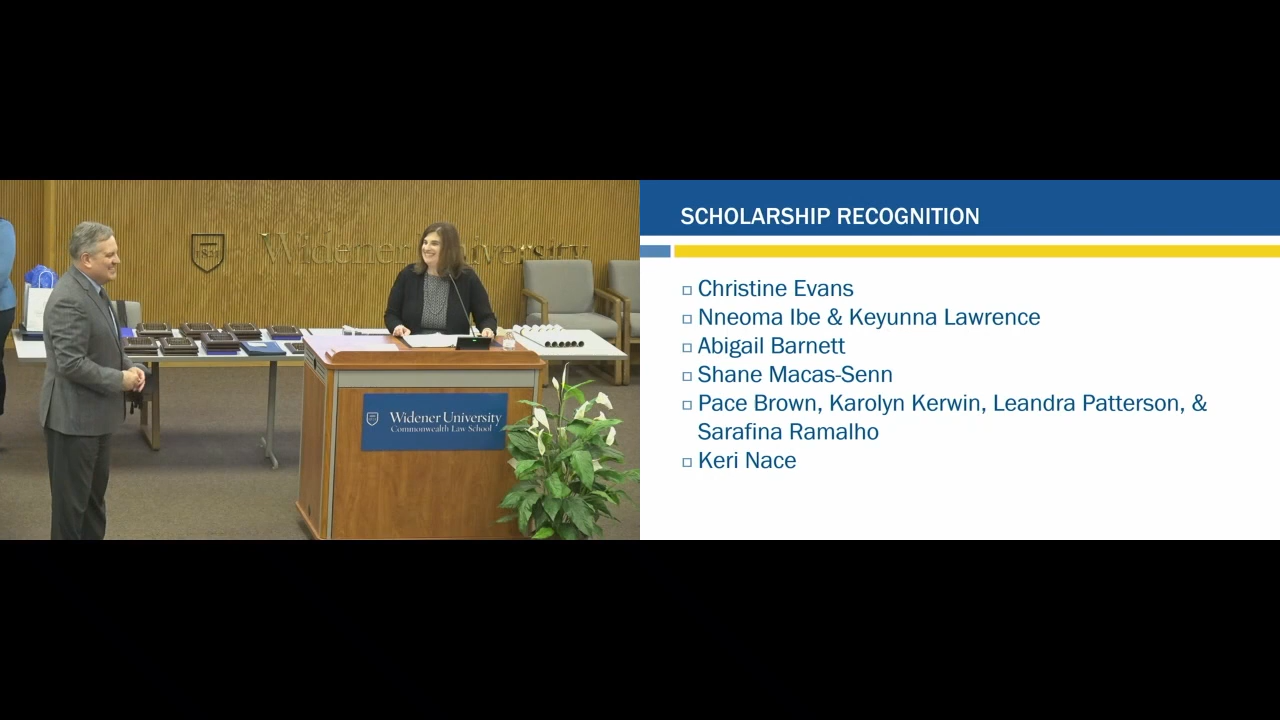 1821
Widener University
Widener University
Commonwealth Law School
SCHOLARSHIP RECOGNITION
Christine Evans
Nneoma Ibe & Keyunna Lawrence
Abigail Barnett
Shane Macas-Senn
Pace Brown, Karolyn Kerwin, Leandra Patterson, &
Sarafina Ramalho
Keri Nace